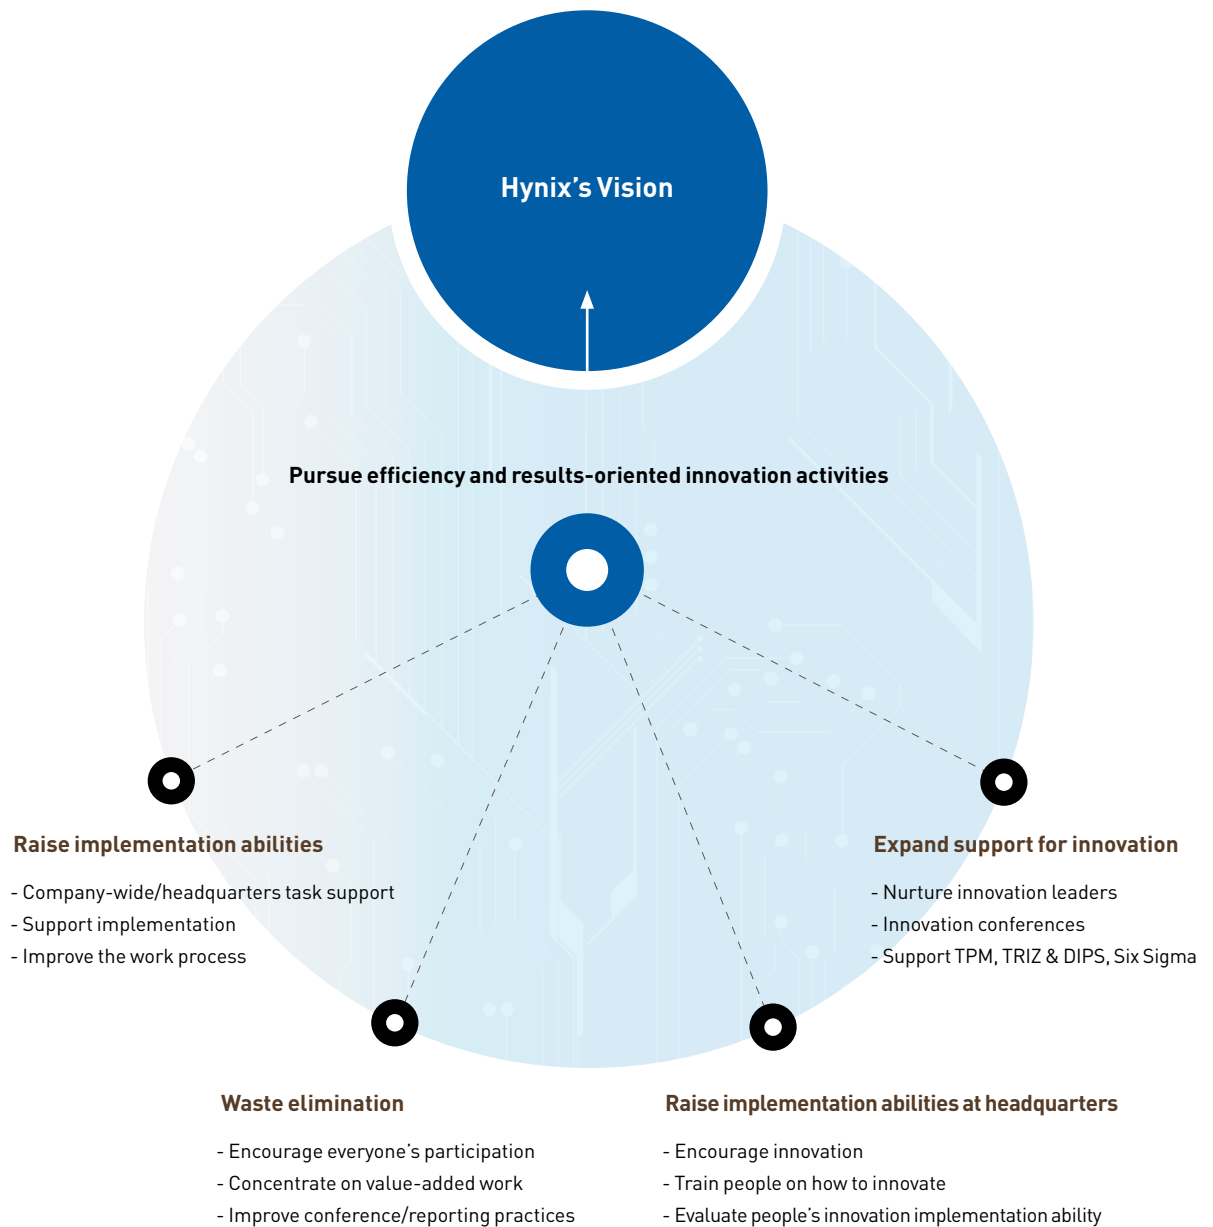 Hynix’s Vision
Pursue efficiency and results-oriented innovation activities
Raise implementation abilities
- Company-wide/headquarters task support
- Support implementation
- Improve the work process
Expand support for innovation
- Nurture innovation leaders
- Innovation conferences
- Support TPM, TRIZ & DIPS, Six Sigma
Waste elimination
- Encourage everyone’s participation
- Concentrate on value-added work
- Improve conference/reporting practices
Raise implementation abilities at headquarters
- Encourage innovation
- Train people on how to innovate
- Evaluate people’s innovation implementation ability